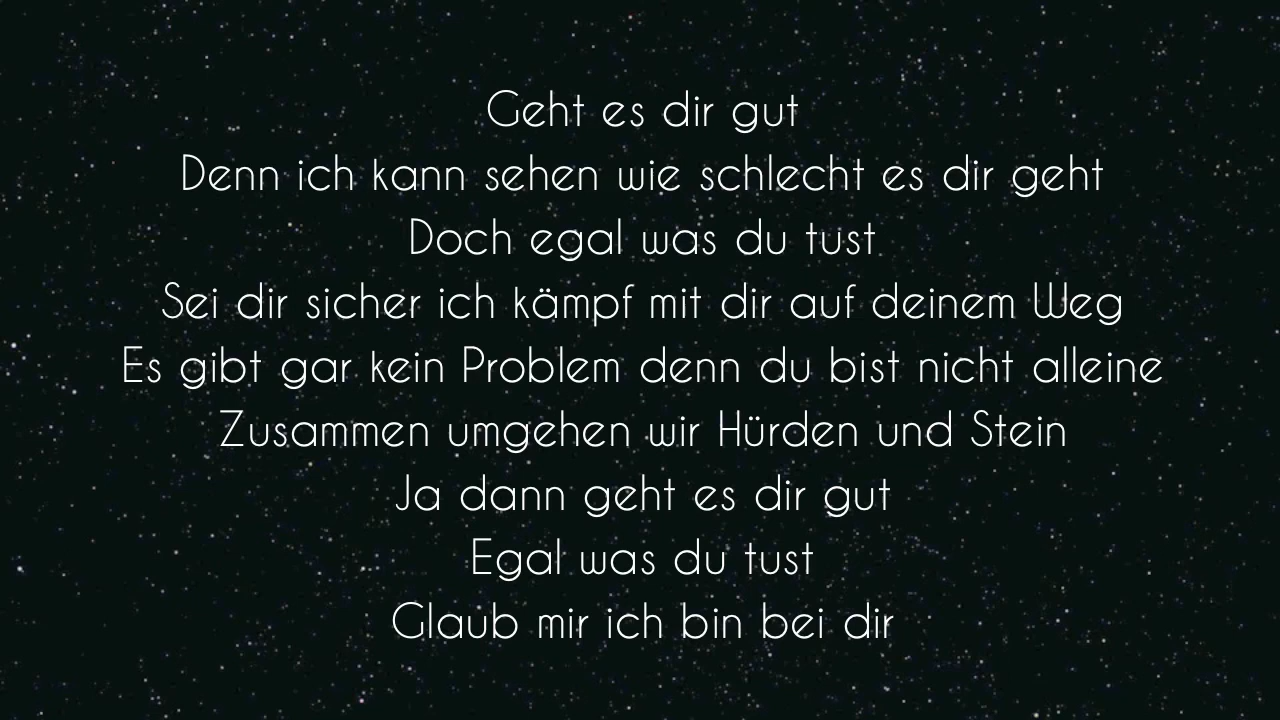 Geht es dir gut
Denn ich kann sehen wie schlecht es dir geht
Doch egal was du tust
Sei dir sicher ich kämpf mit dir auf deinem Weg
Es gibt gar kein Problem denn du bist nicht alleine
Zusammen umgehen wir Hürden und Stein
Ja dann geht es dir gut
Egal was du tust
Glaub mir ich bin bei dir